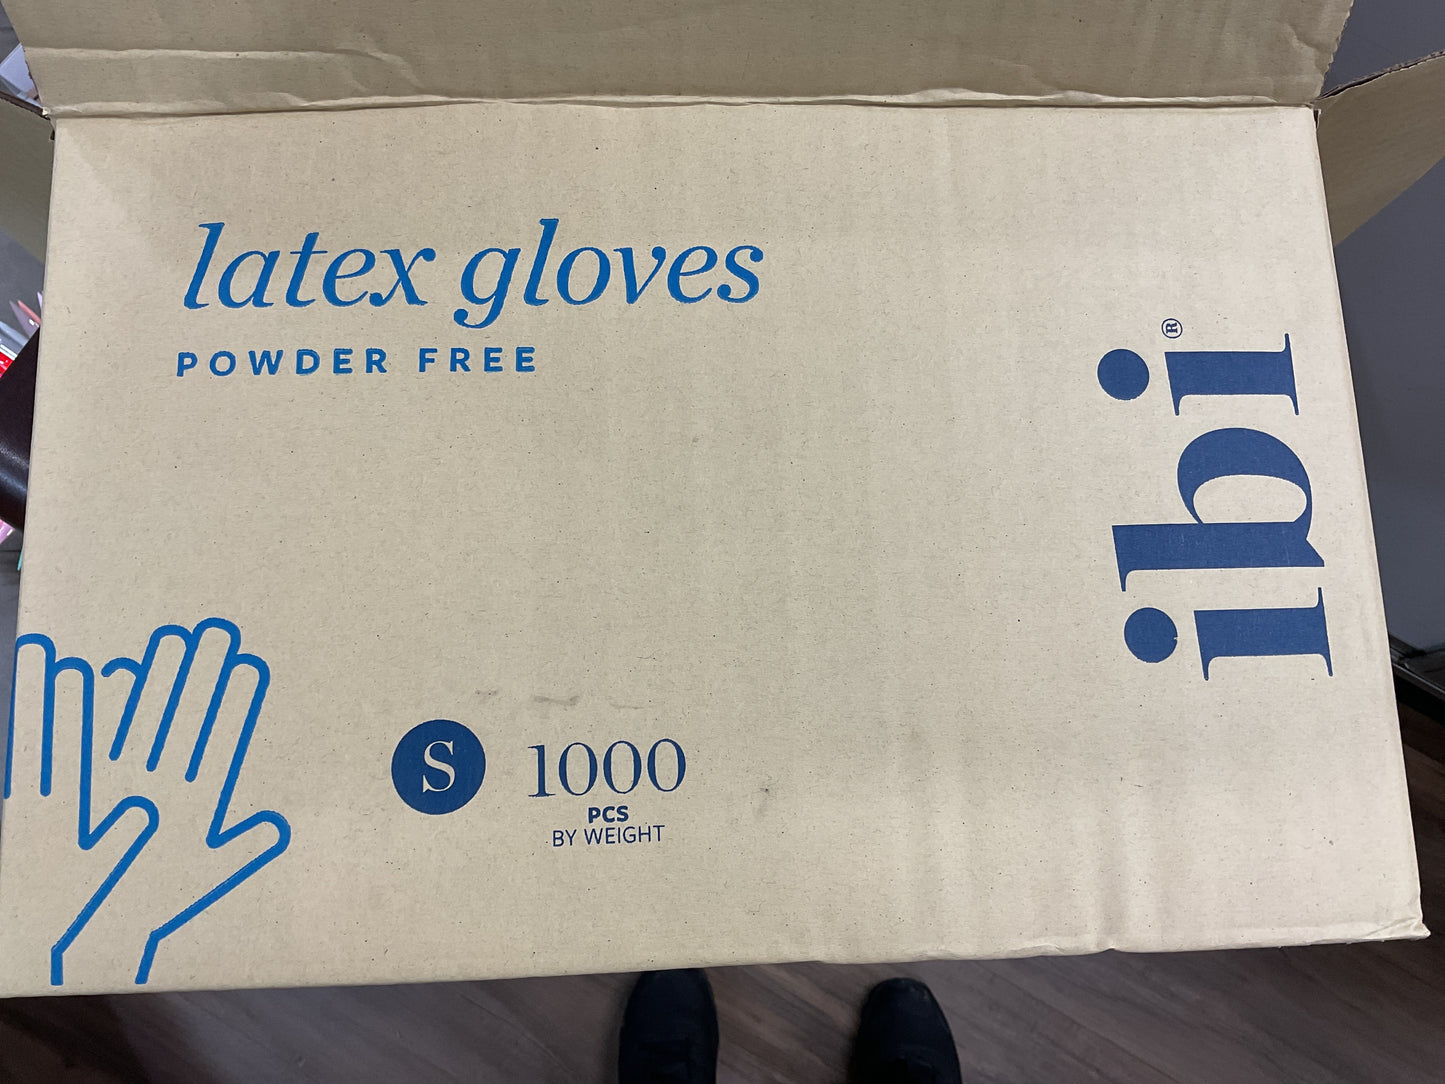 latex gloves
POWDER FREE
ibi®
S
1000
PCS
BY WEIGHT